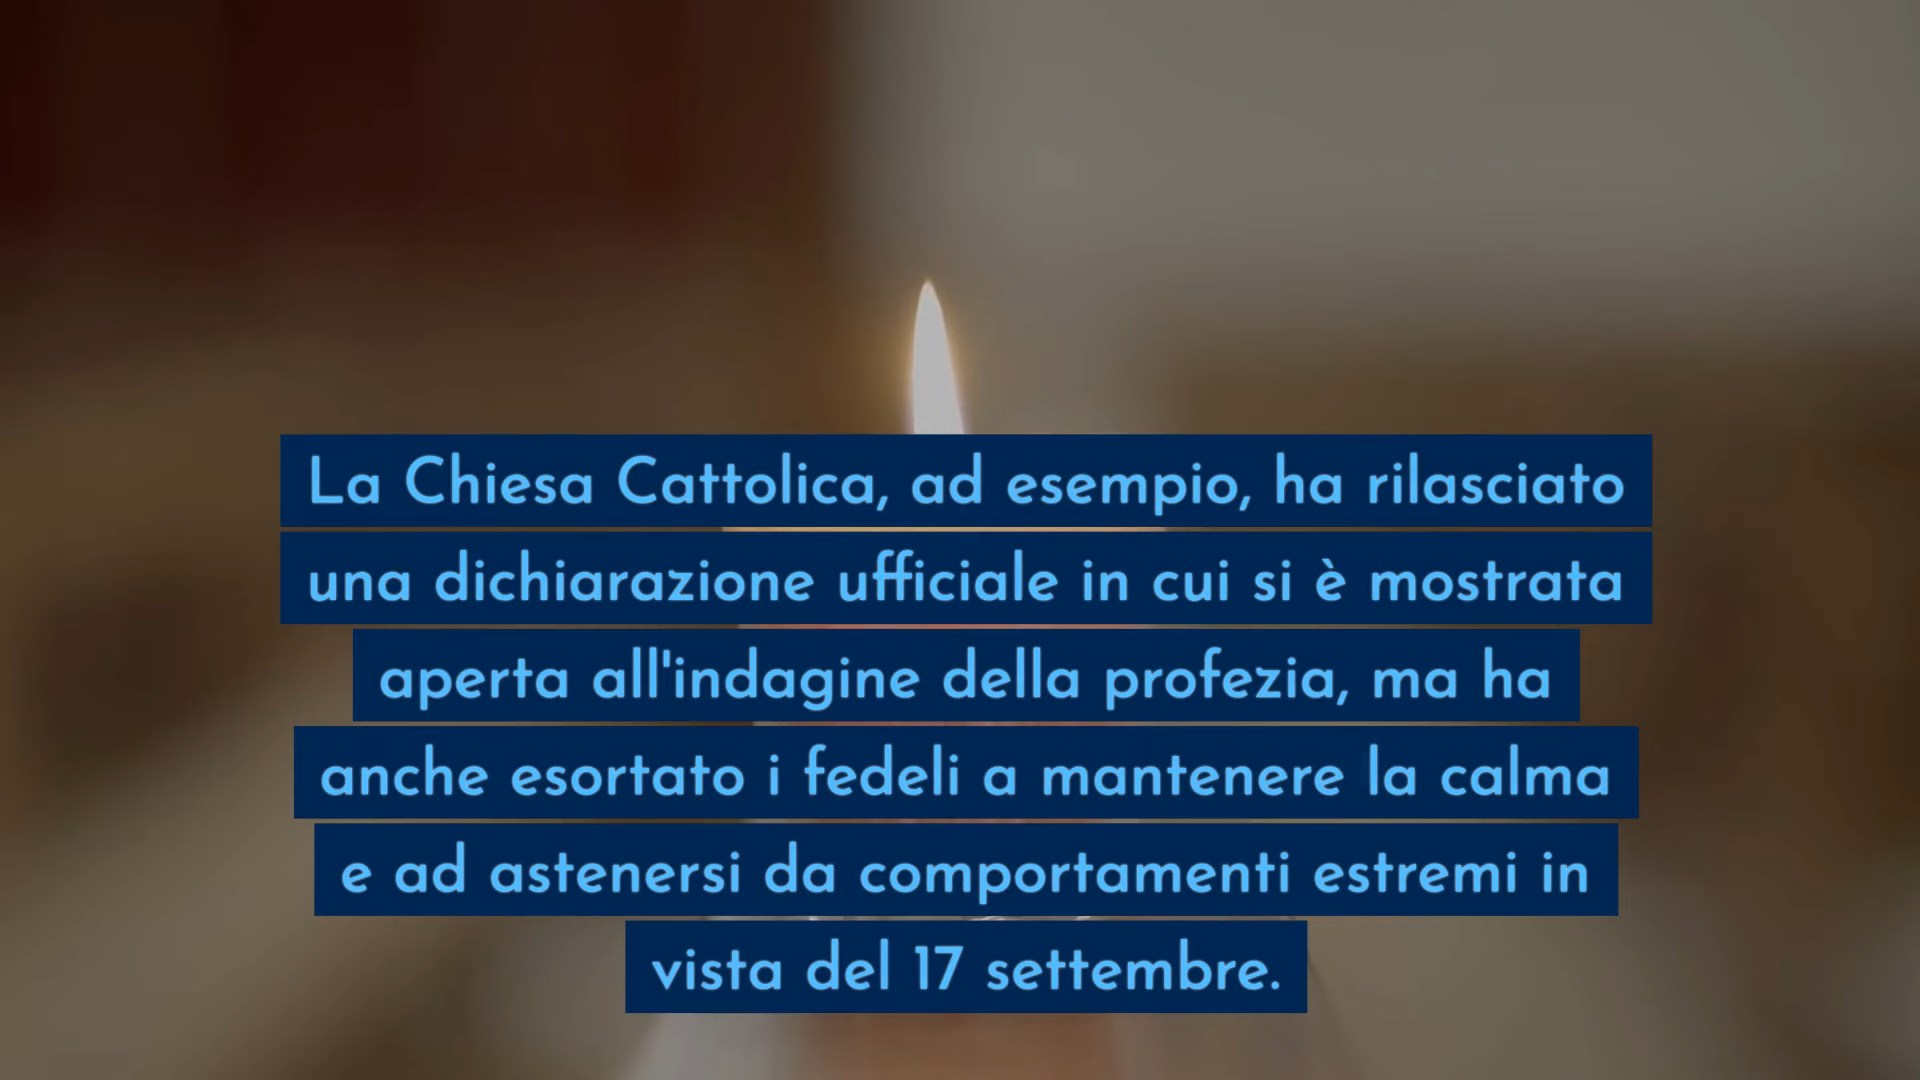 La Chiesa Cattolica, ad esempio, ha rilasciato
una dichiarazione ufficiale in cui si è mostrata
aperta all'indagine della profezia, ma ha
anche esortato i fedeli a mantenere la calma
e ad astenersi da comportamenti estremi in
vista del 17 settembre.